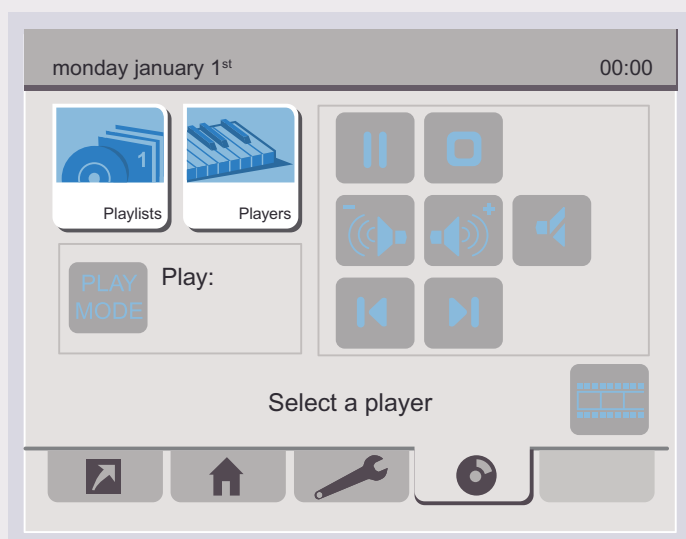 monday january 1st
00:00
1
Playlists
Players
PLAY
MODE
Play:
- +
Select a player